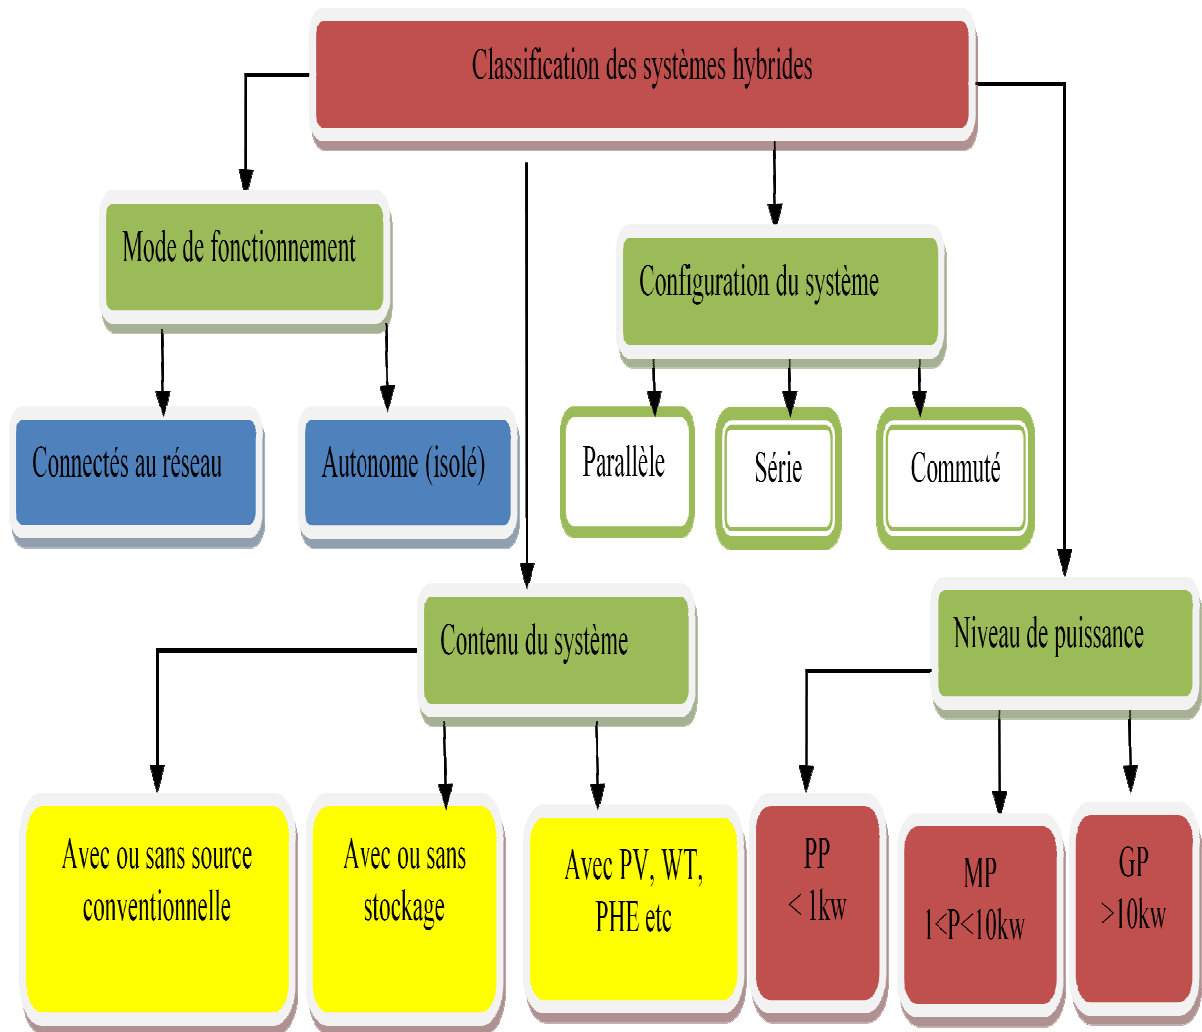 Classification des systèmes hybrides
Mode de fonctionnement
Configuration du système
Connectés au réseau
Autonome (isolé)
Parallèle
Série
Commuté
Contenu du système
Niveau de puissance
Avec ou sans source
conventionnelle
Avec ou sans
stockage
Avec PV, WT,
PHE etc
PP
< 1kw
MP
1<P<10kw
GP
>10kw